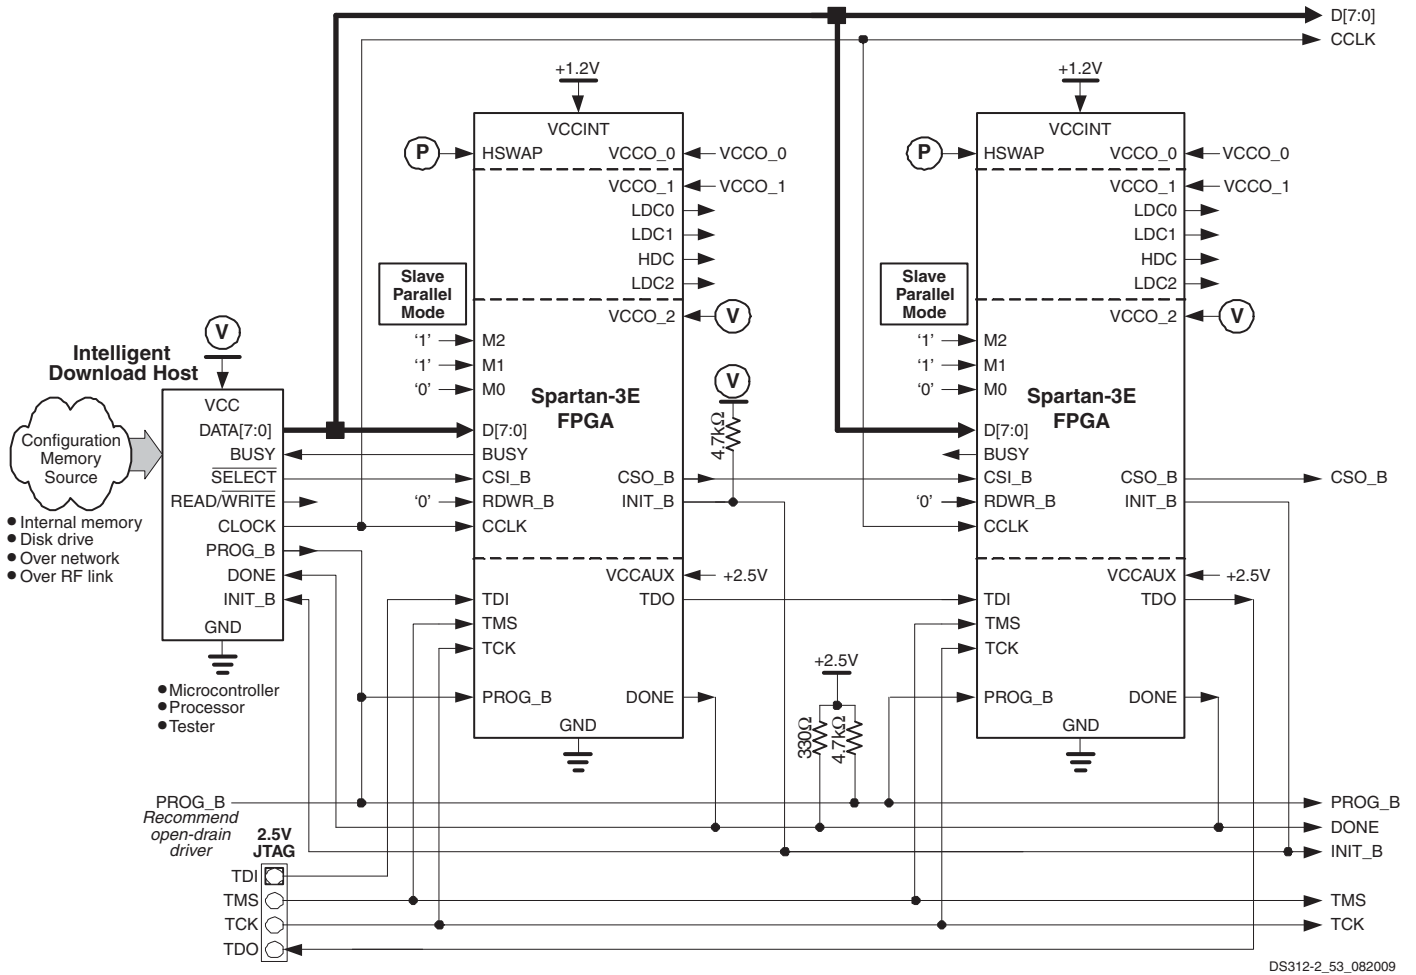 D[7:0]
CCLK
+1.2V
+1.2V
VCCINT
VCCINT
P
HSWAP
VCCO_0
VCCO_0
P
HSWAP
VCCO_0
VCCO_0
VCCO_1
VCCO_1
VCCO_1
VCCO_1
LDC0
LDC0
LDC1
LDC1
HDC
HDC
LDC2
LDC2
Slave
Parallel
Mode
Slave
Parallel
Mode
VCCO_2
V
VCCO_2
V
V
'1'
M2
'1'
M2
Intelligent
Download Host
'1'
M1
'1'
M1
'0'
M0
'0'
M0
V
Spartan-3E
FPGA
Spartan-3E
FPGA
4.7kΩ
VCC
DATA[7:0]
D[7:0]
D[7:0]
Configuration
Memory
Source
BUSY
BUSY
BUSY
SELECT
CSI_B
CSO_B
CSI_B
CSO_B
CSO_B
READ/WRITE
'0'
RDWR_B
INIT_B
'0'
RDWR_B
INIT_B
CLOCK
CCLK
CCLK
● Internal memory
● Disk drive
● Over network
● Over RF link
PROG_B
DONE
VCCAUX
+2.5V
VCCAUX
+2.5V
INIT_B
TDI
TDO
TDI
TDO
GND
TMS
TMS
TCK
TCK
● Microcontroller
● Processor
● Tester
+2.5V
PROG_B
DONE
PROG_B
DONE
GND
GND
330Ω
4.7kΩ
PROG_B
Recommend
open-drain
driver
PROG_B
DONE
INIT_B
2.5V
JTAG
TDI
TMS
TMS
TCK
TCK
TDO
DS312-2_53_082009